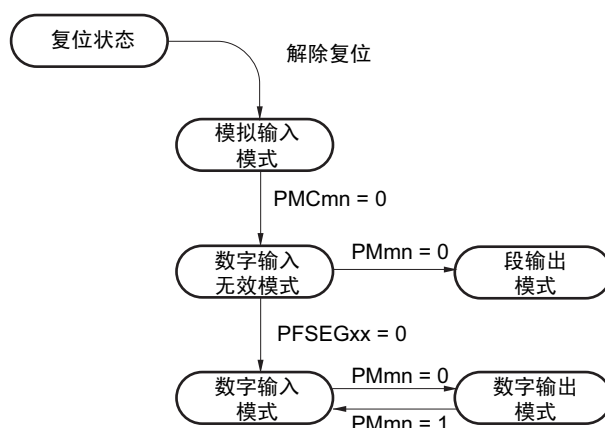 复位状态
解除复位
模拟输入
模式
PMCmn = 0
数字输入
无效模式
PMmn = 0
段输出
模式
PFSEGxx = 0
数字输入
模式
PMmn = 0
数字输出
模式
PMmn = 1